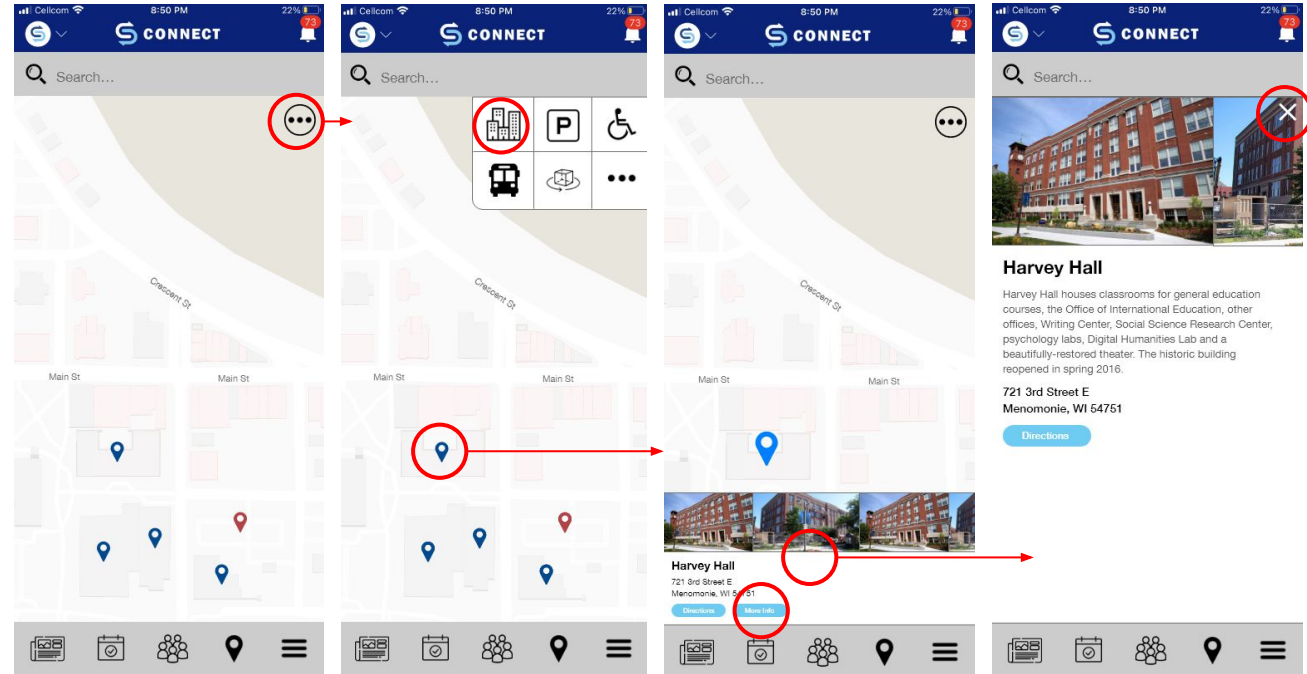 Cellcom
8:50 PM
22%
73
CONNECT
Search...
Crescent St
Main St
Main St
Cellcom
8:50 PM
22%
73
CONNECT
Search...
P
Crescent St
Main St
Main St
Cellcom
8:50 PM
22%
73
CONNECT
Search...
Crescent St
Main St
Main St
Harvey Hall
721 3rd Street E
Menomonie, WI 54751
Directions
More Info
Cellcom
8:50 PM
22%
73
CONNECT
Search...
Harvey Hall
Harvey Hall houses classrooms for general education
courses, the Office of International Education, other
offices, Writing Center, Social Science Research Center,
psychology labs, Digital Humanities Lab and a
beautifully-restored theater. The historic building
reopened in spring 2016.
721 3rd Street E
Menomonie, WI 54751
Directions